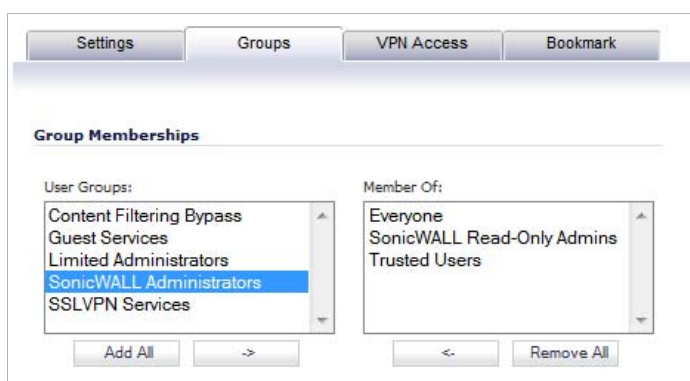 Settings Groups VPN Access Bookmark
Group Memberships
User Groups:
Content Filtering Bypass
Guest Services
Limited Administrators
SonicWALL Administrators
SSLVPN Services
Add All ->
Member Of:
Everyone
SonicWALL Read-Only Admins
Trusted Users
<- Remove All